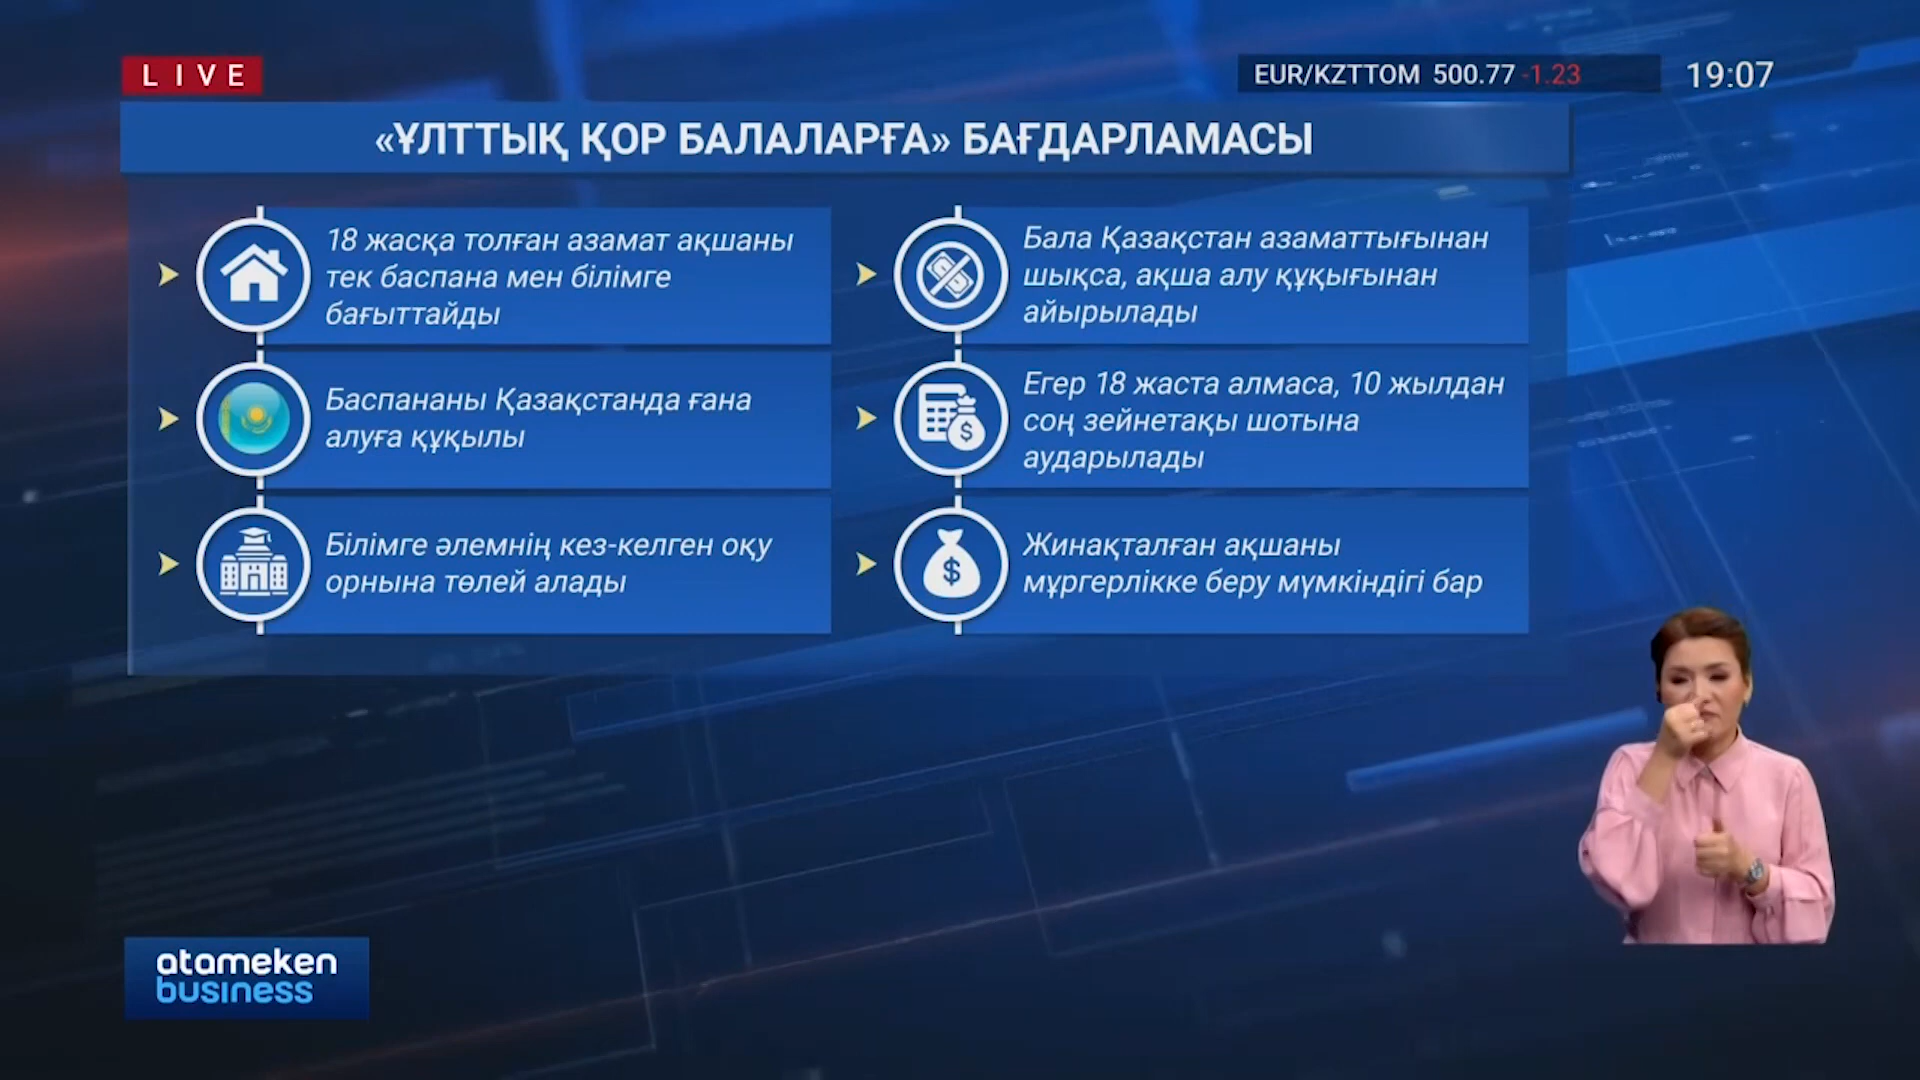 LIVE
EUR/KZTTOM 500.77 -1.23
19:07
«ҰЛТТЫҚ ҚОР БАЛАЛАРҒА» БАҒДАРЛАМАСЫ
18 жасқа толған азамат ақшаны
тек баспана мен білімге
бағыттайды
Баспананы Қазақстанда ғана
алуға құқылы
Білімге әлемнің кез-келген оқу
орнына төлей алады
Бала Қазақстан азаматтығынан
шықса, ақша алу құқығынан
айырылады
Егер 18 жаста алмаса, 10 жылдан
соң зейнетақы шотына
аударылады
Жинақталған ақшаны
мұргерлікке беру мүмкіндігі бар
atameken
business